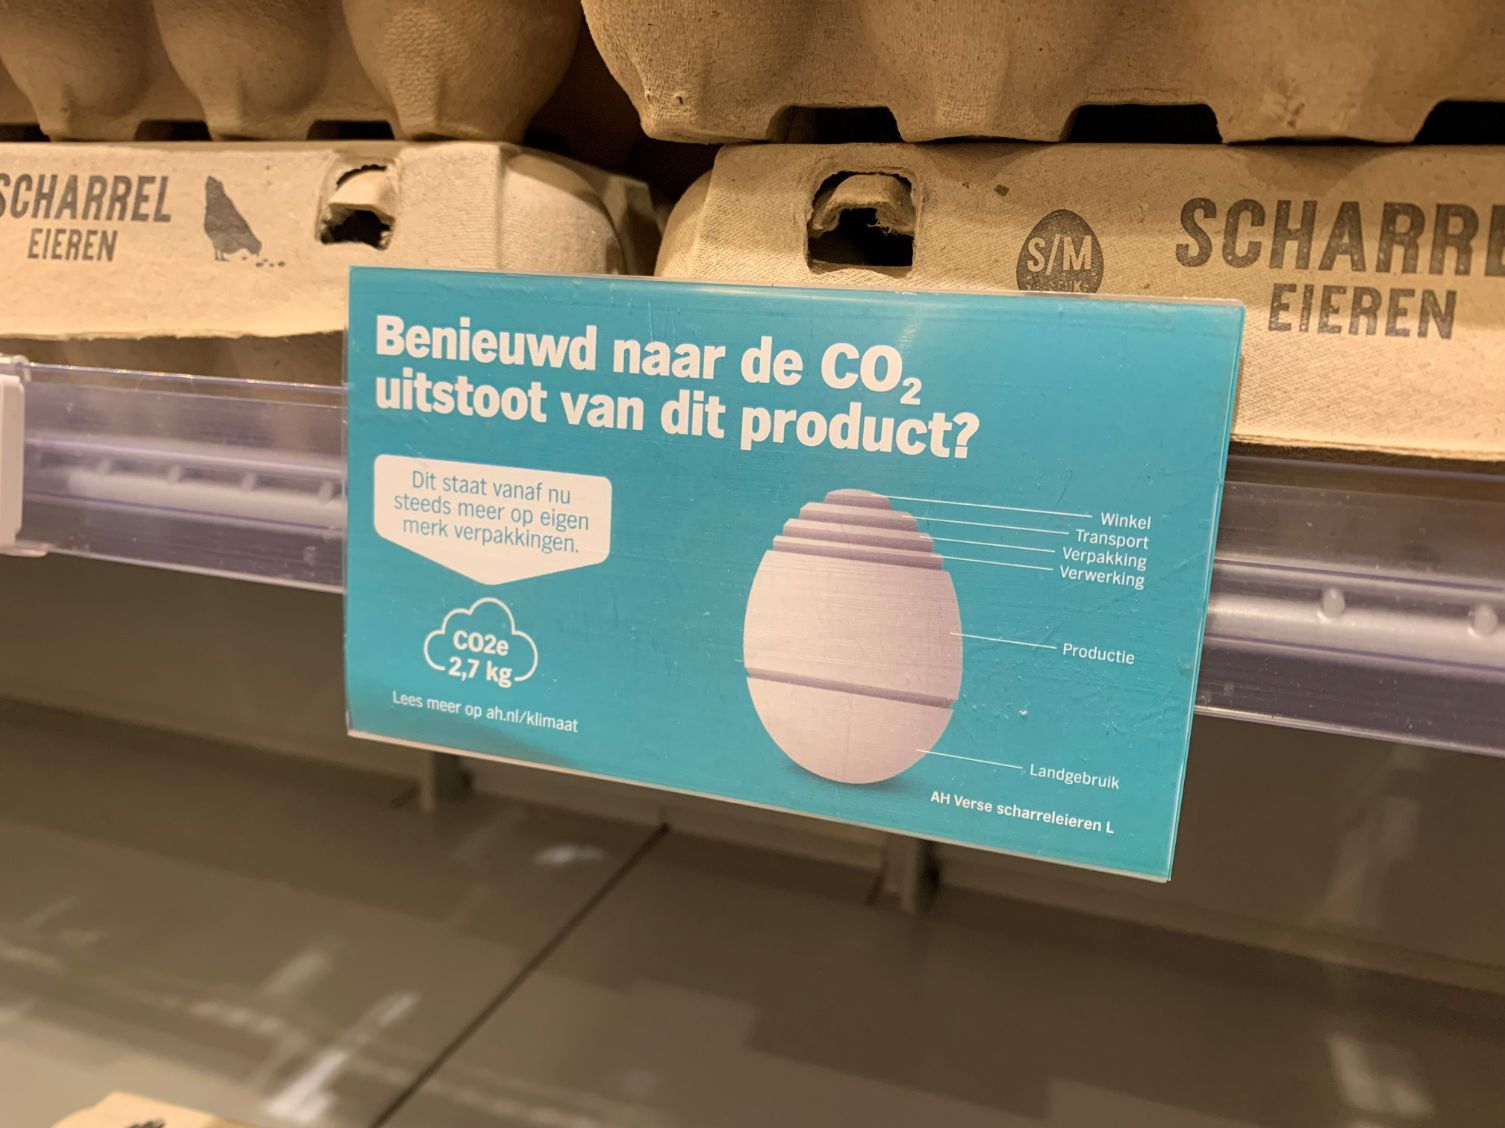 SCHARREL
EIEREN
S/M
SCHARRE
EIEREN
Benieuwd naar de CO₂
uitstoot van dit product?
Dit staat vanaf nu
steeds meer op eigen
merk verpakkingen.
CO2e
2,7 kg
Lees meer op ah.nl/klimaat
Winkel
Transport
Verpakking
Verwerking
Productie
Landgebruik
AH Verse scharreleieren L